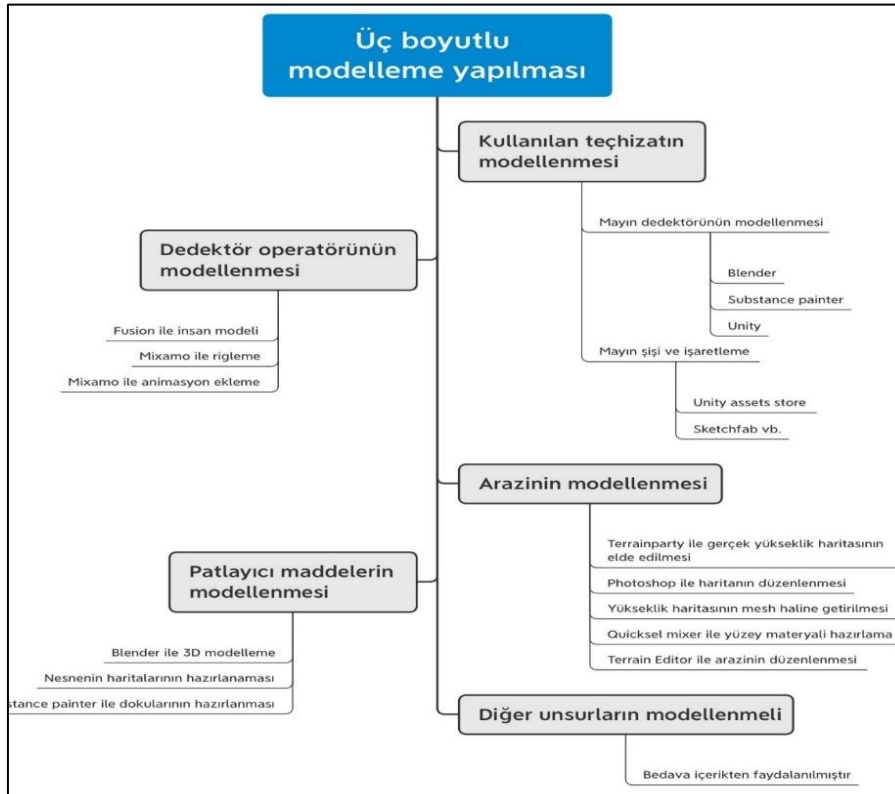 Üç boyutlu
modelleme yapılması
Kullanılan teçhizatın
modellenmesi
Mayın dedektörünün modellenmesi
Blender
Substance painter
Unity
Mayın şişi ve işaretleme
Unity assets store
Sketchfab vb.
Dedektör operatörünün
modellenmesi
Fusion ile insan modeli
Mixamo ile rigleme
Mixamo ile animasyon ekleme
Arazinin modellenmesi
Terrainparty ile gerçek yükseklik haritasının
elde edilmesi
Photoshop ile haritanın düzenlenmesi
Yükseklik haritasının mesh haline getirilmesi
Quicksel mixer ile yüzey materyali hazırlama
Terrain Editor ile arazinin düzenlenmesi
Patlayıcı maddelerin
modellenmesi
Blender ile 3D modelleme
Nesnenin haritalarının hazırlanaması
stance painter ile dokularının hazırlanması
Diğer unsurların modellenmeli
Bedava içerikten faydalanılmıştır